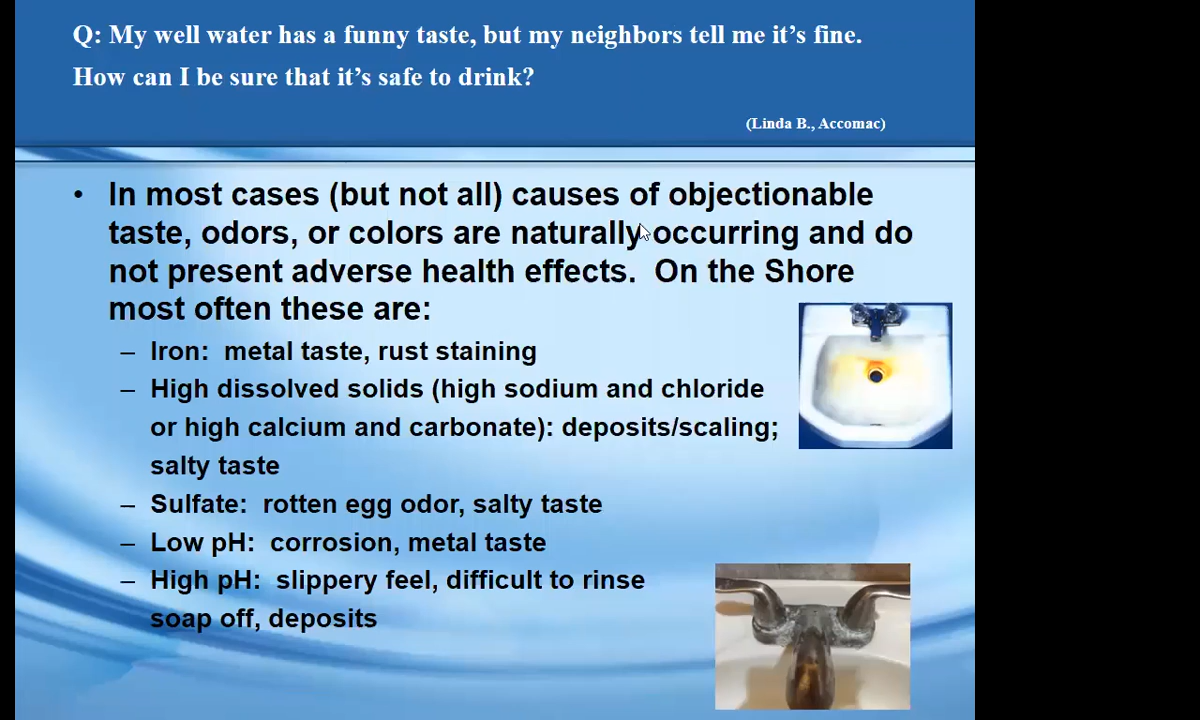 Q: My well water has a funny taste, but my neighbors tell me it’s fine.
How can I be sure that it’s safe to drink?
(Linda B., Accomac)
• In most cases (but not all) causes of objectionable
taste, odors, or colors are naturally occurring and do
not present adverse health effects.  On the Shore
most often these are:
– Iron:  metal taste, rust staining
– High dissolved solids (high sodium and chloride
or high calcium and carbonate): deposits/scaling;
salty taste
– Sulfate:  rotten egg odor, salty taste
– Low pH:  corrosion, metal taste
– High pH:  slippery feel, difficult to rinse
soap off, deposits